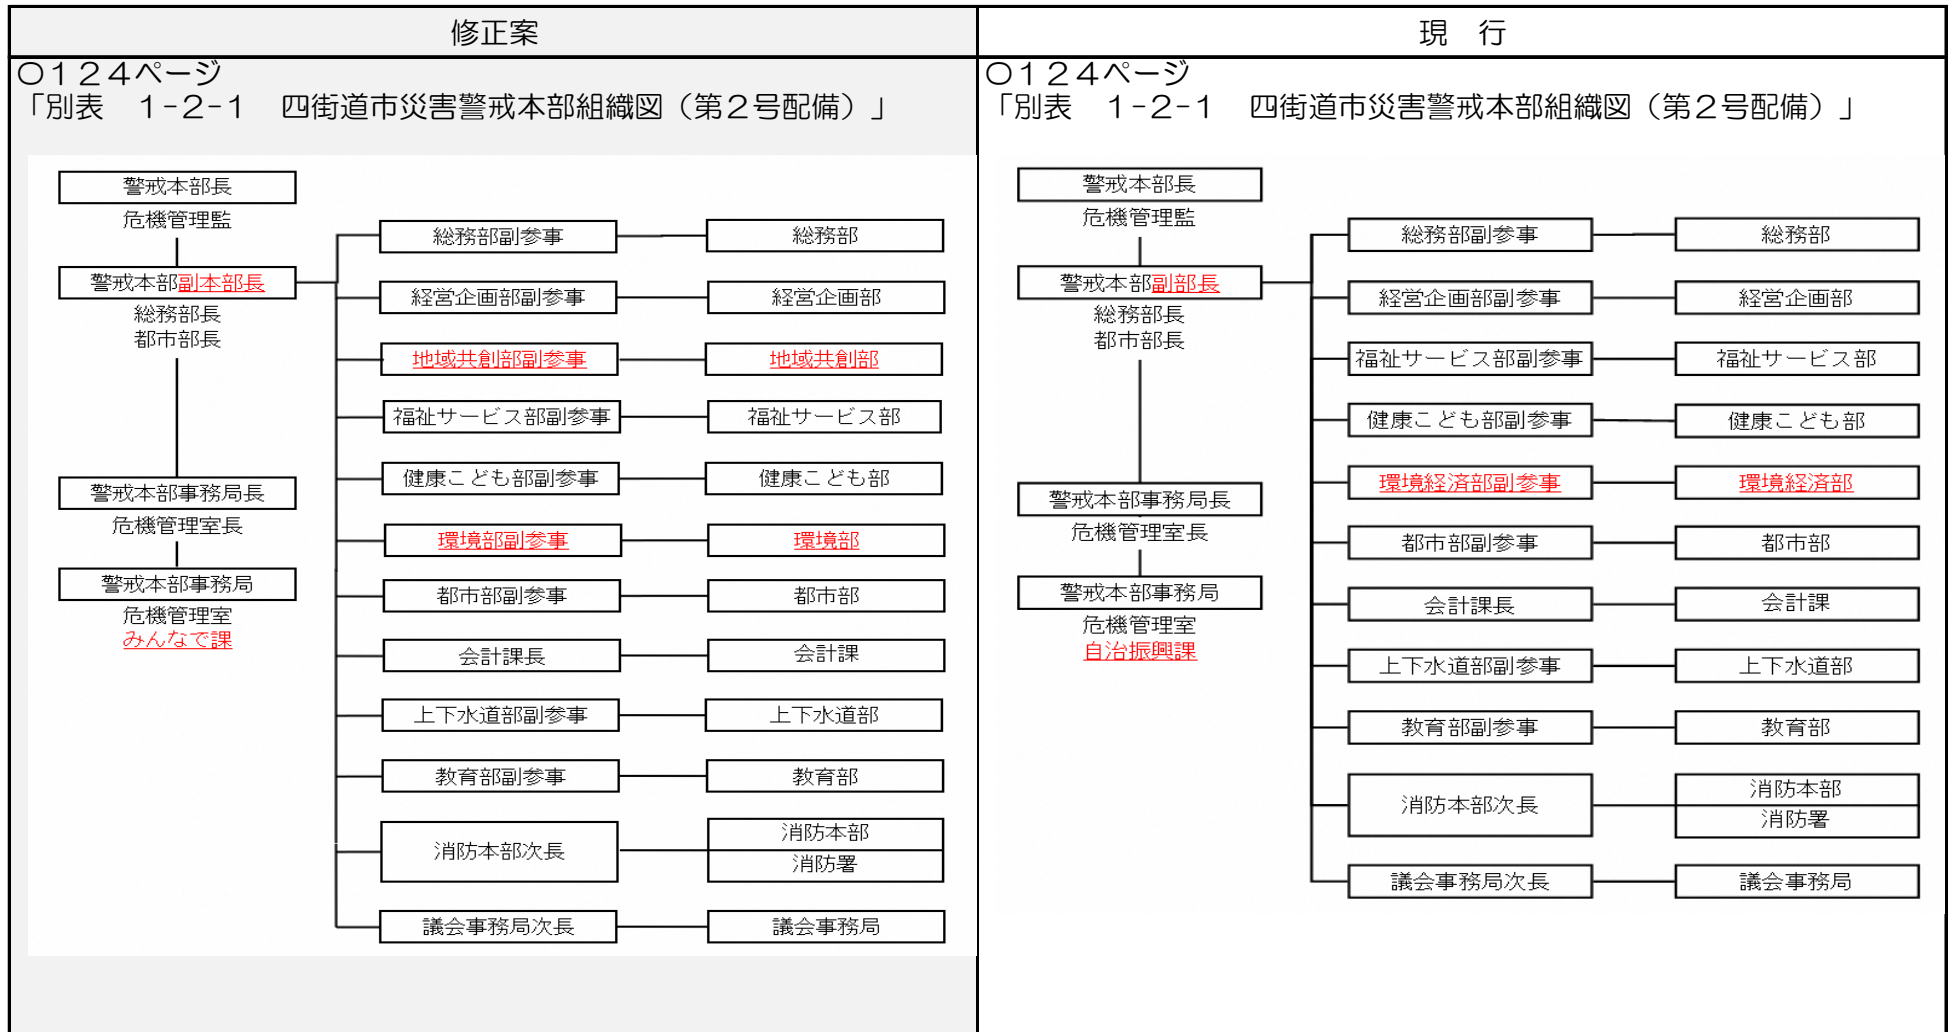 修正案
〇124ページ
「別表　1-2-1　四街道市災害警戒本部組織図（第2号配備）」
警戒本部長
危機管理監
警戒本部副本部長
総務部長
都市部長
警戒本部事務局長
危機管理室長
警戒本部事務局
危機管理室
みんなで課
総務部副参事　総務部
経営企画部副参事　経営企画部
地域共創部副参事　地域共創部
福祉サービス部副参事　福祉サービス部
健康こども部副参事　健康こども部
環境部副参事　環境部
都市部副参事　都市部
会計課長　会計課
上下水道部副参事　上下水道部
教育部副参事　教育部
消防本部次長　消防本部
消防署
議会事務局次長　議会事務局
現　行
〇124ページ
「別表　1-2-1　四街道市災害警戒本部組織図（第2号配備）」
警戒本部長
危機管理監
警戒本部副部長
総務部長
都市部長
警戒本部事務局長
危機管理室長
警戒本部事務局
危機管理室
自治振興課
総務部副参事　総務部
経営企画部副参事　経営企画部
福祉サービス部副参事　福祉サービス部
健康こども部副参事　健康こども部
環境経済部副参事　環境経済部
都市部副参事　都市部
会計課長　会計課
上下水道部副参事　上下水道部
教育部副参事　教育部
消防本部次長　消防本部
消防署
議会事務局次長　議会事務局